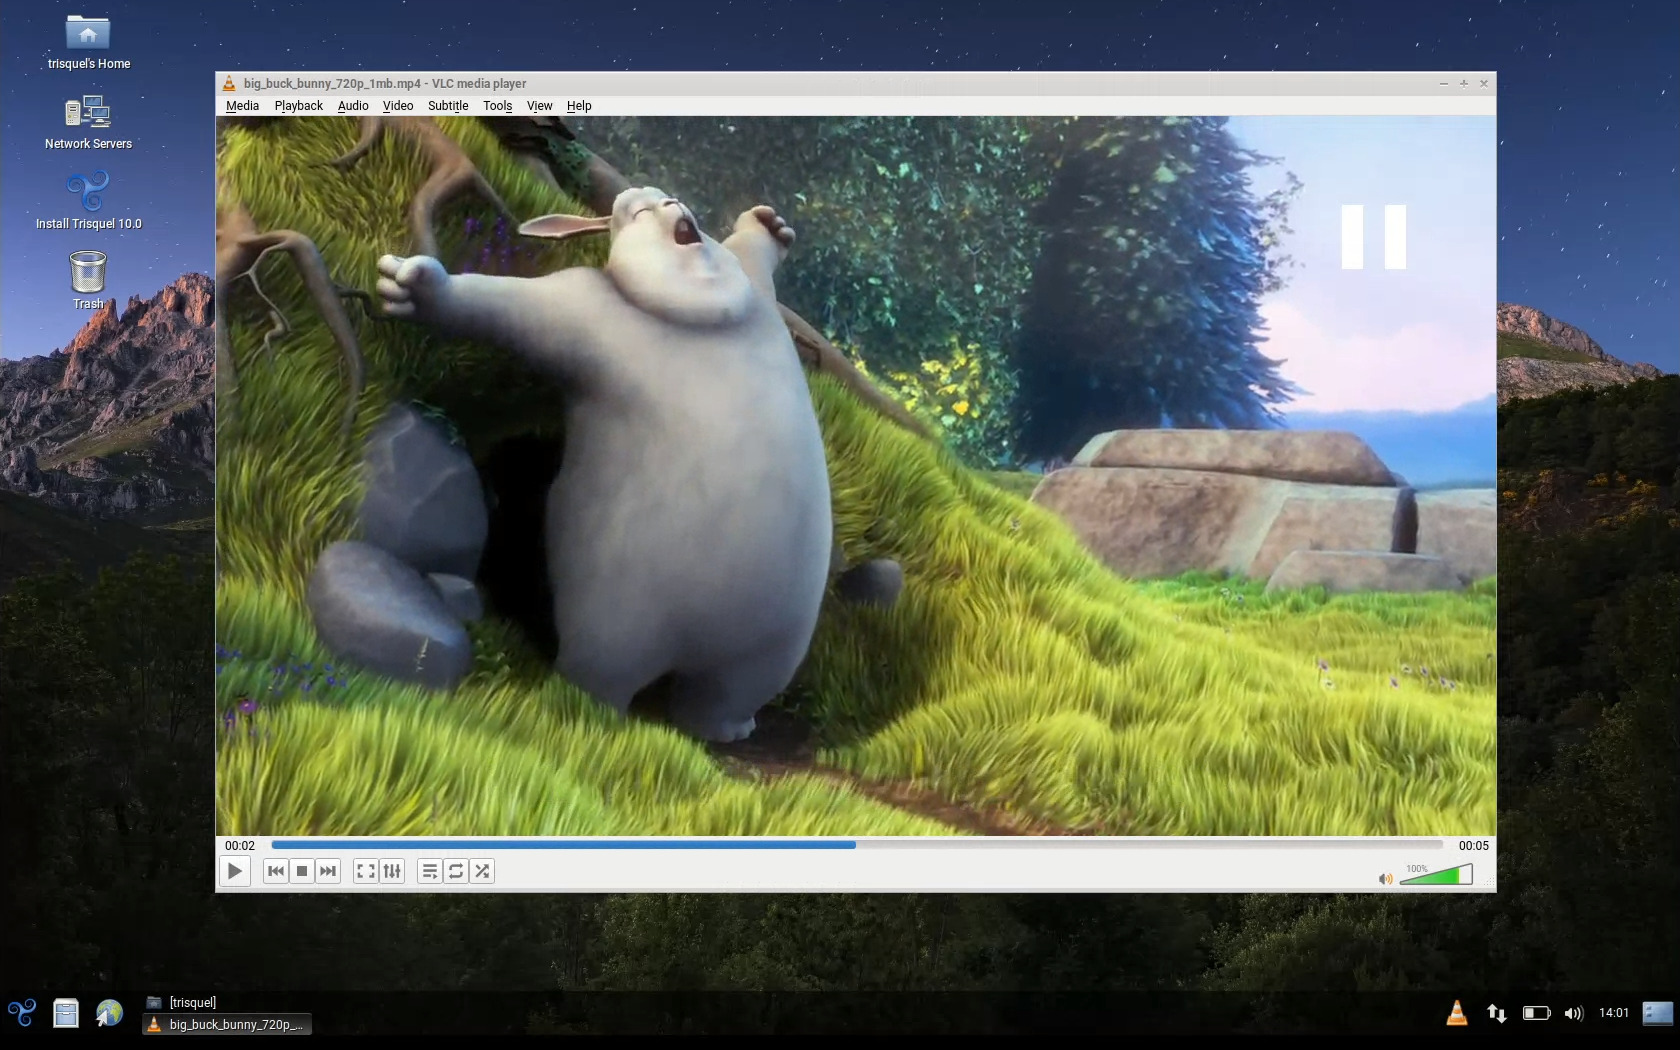 trisquel's Home
Network Servers
Install Trisquel 10.0
Trash
big_buck_bunny_720p_1mb.mp4 - VLC media player
Media Playback Audio Video Subtitle Tools View Help
00:02
00:05
100%
[trisquel]
big_buck_bunny_720p_...
14:01